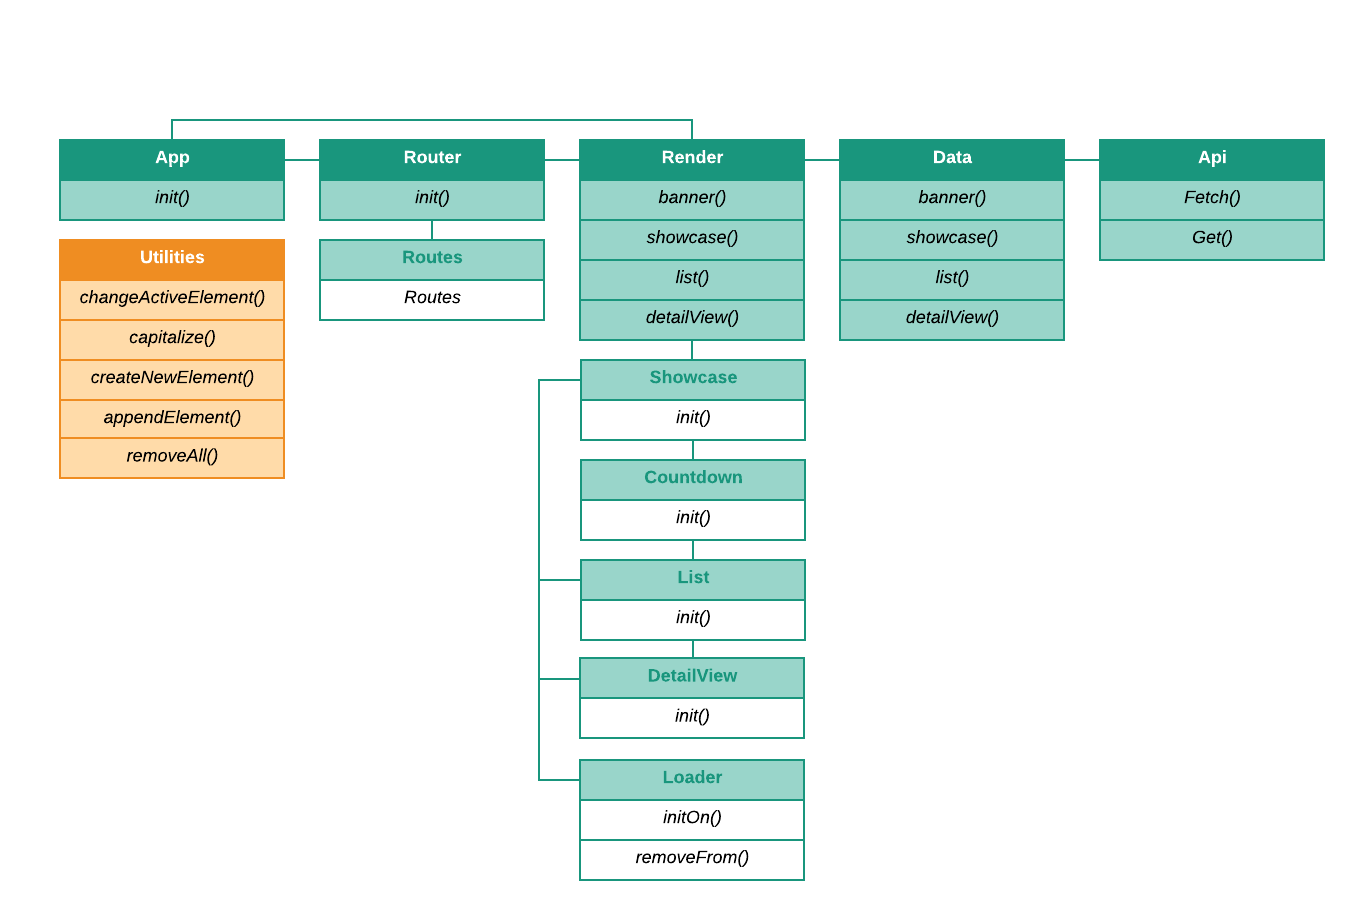 App
init()
Utilities
changeActiveElement()
capitalize()
createNewElement()
appendElement()
removeAll()
Router
init()
Routes
Routes
Render
banner()
showcase()
list()
detailView()
Showcase
init()
Countdown
init()
List
init()
DetailView
init()
Loader
initOn()
removeFrom()
Data
banner()
showcase()
list()
detailView()
Api
Fetch()
Get()